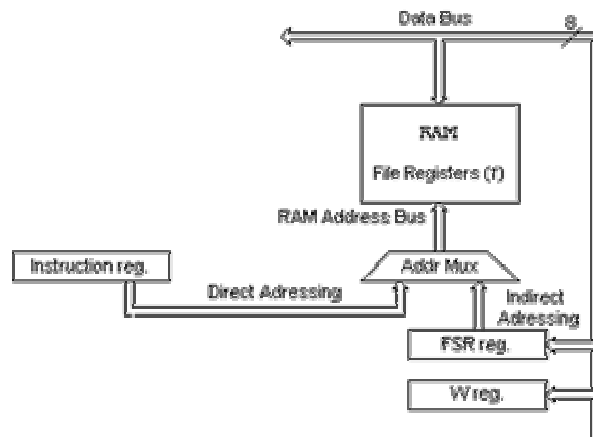 Data Bus
8
RAM
File Registers (f)
RAM Address Bus
Instruction reg.
Addr Mux
Direct Adressing
Indirect
Adressing
FSR reg.
W reg.